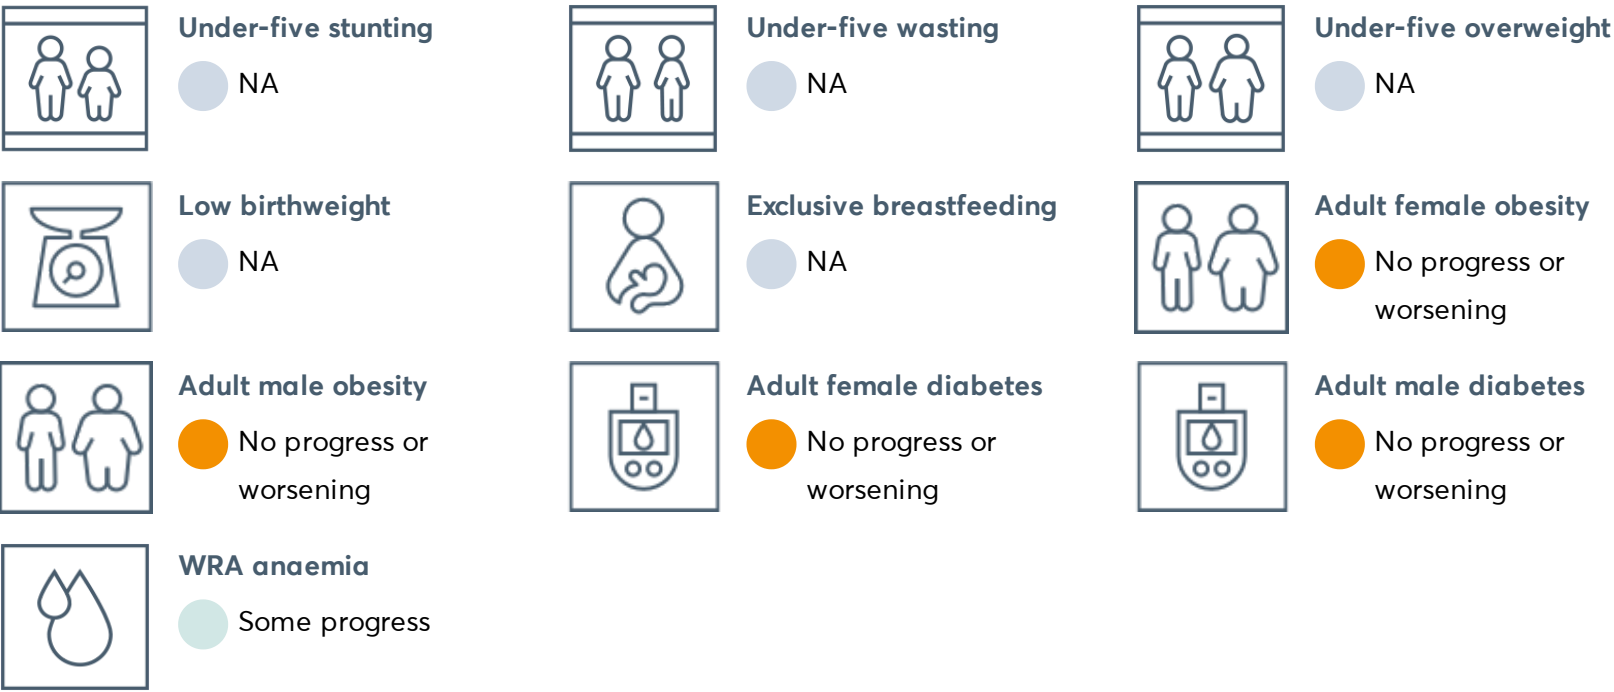 Under-five stunting
NA
Under-five wasting
NA
Under-five overweight
NA
Low birthweight
NA
Exclusive breastfeeding
NA
Adult female obesity
No progress or
worsening
Adult male obesity
No progress or
worsening
Adult female diabetes
No progress or
worsening
Adult male diabetes
No progress or
worsening
WRA anaemia
Some progress